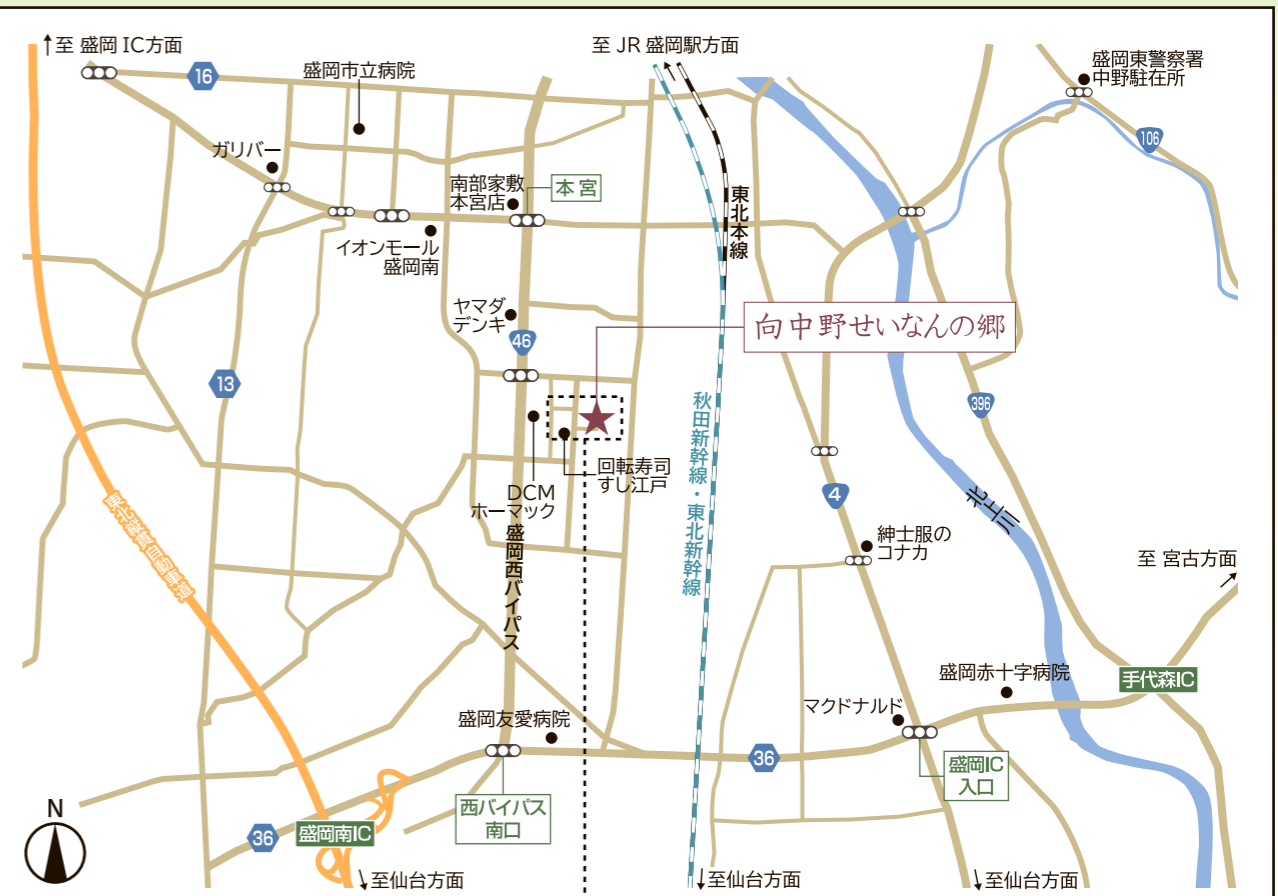 ↑至 盛岡 IC方面
至 JR 盛岡駅方面
盛岡東警察署
中野駐在所
16
盛岡市立病院
106
ガリバー
南部家敷
本宮店
本宮
東北本線
イオンモール
盛岡南
ヤマダ
デンキ
46
向中野せいなんの郷
13
396
秋田新幹線・東北新幹線
回転寿司
すし江戸
DCM
ホーマック
4
北上川
東北縦貫自動車道
盛岡西バイパス
紳士服の
コナカ
至 宮古方面
盛岡赤十字病院
手代森IC
マクドナルド
盛岡友愛病院
36
盛岡IC
入口
西バイパス
南口
N
36
盛岡南IC
↓至仙台方面
↓至仙台方面
↓至仙台方面